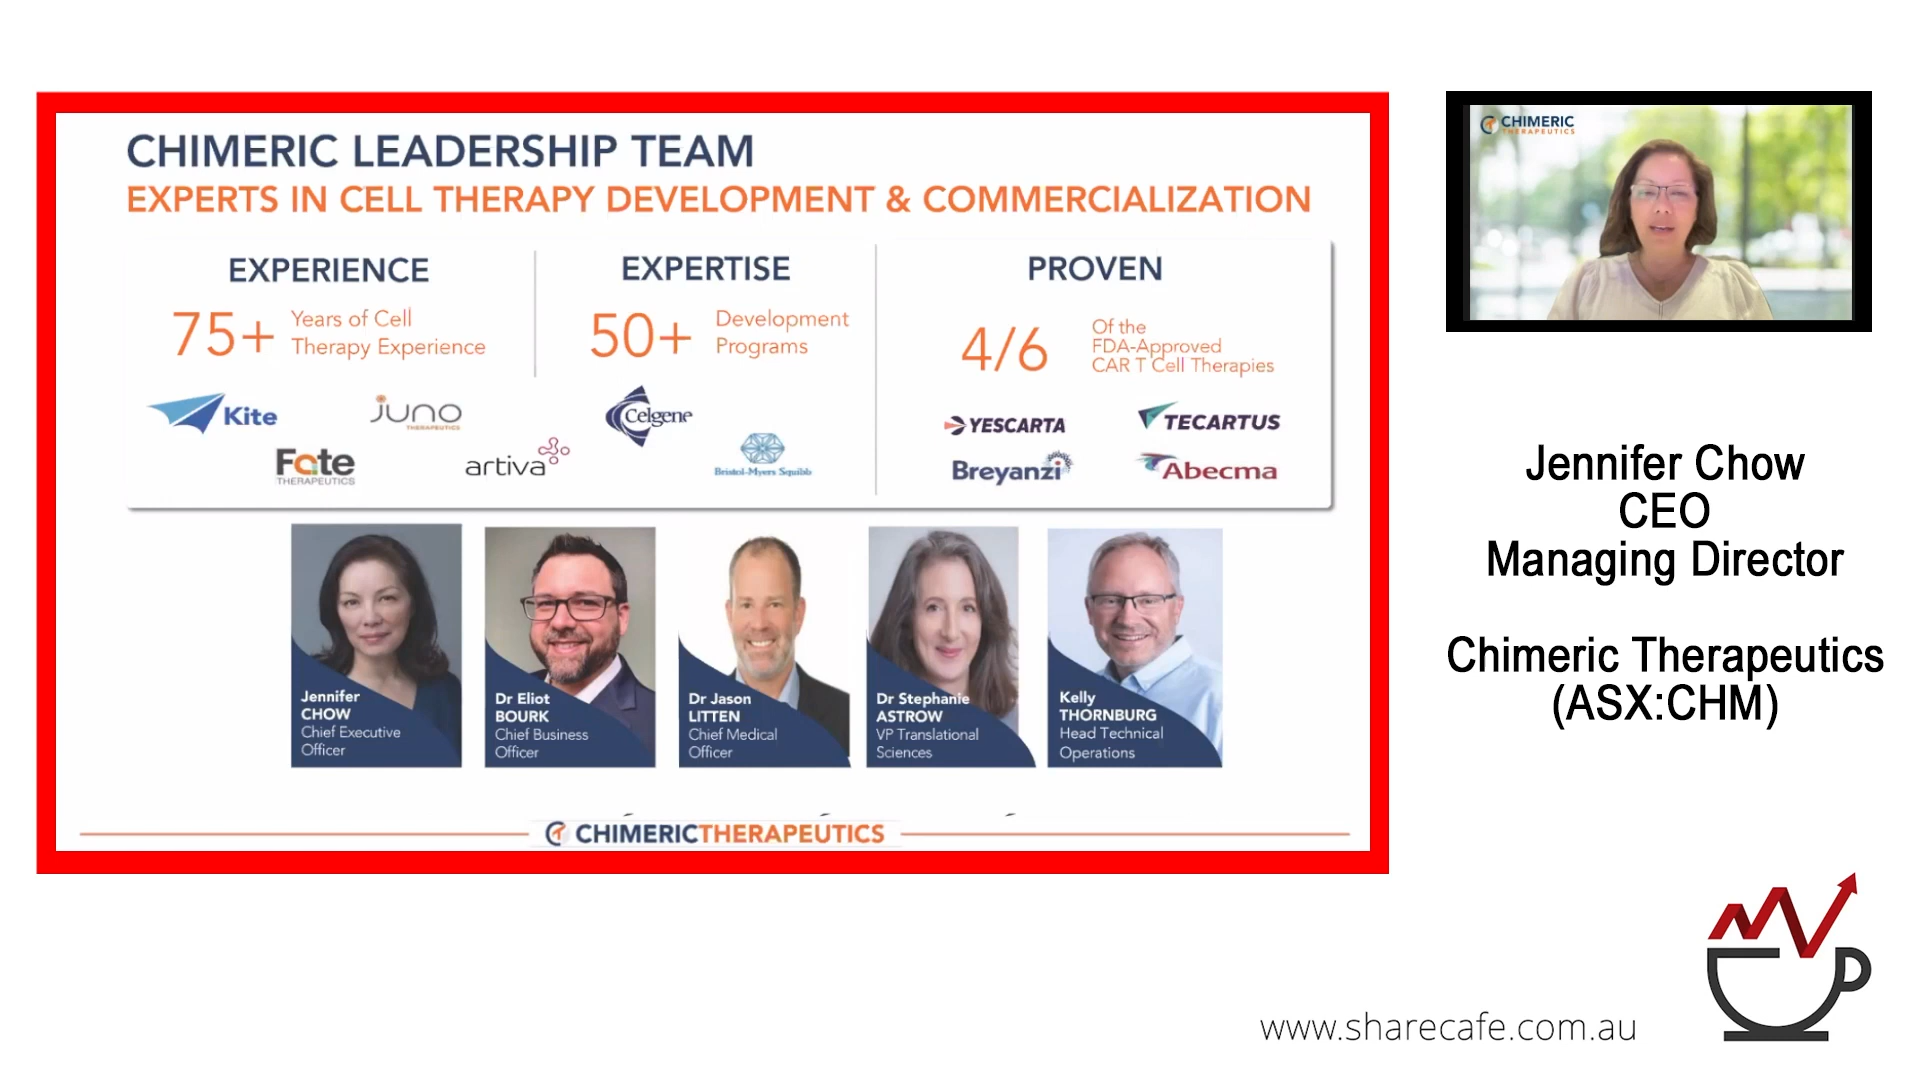 CHIMERIC LEADERSHIP TEAM
EXPERTS IN CELL THERAPY DEVELOPMENT & COMMERCIALIZATION
EXPERIENCE
75+
Years of Cell
Therapy Experience
Kite
JUNO
THERAPEUTICS
Fate
THERAPEUTICS
artiva
EXPERTISE
50+
Development
Programs
Celgene
Bristol-Myers Squibb
PROVEN
4/6
Of the
FDA-Approved
CAR T Cell Therapies
YESCARTA
TECARTUS
Breyanzi
Abecma
Jennifer
CHOW
Chief Executive
Officer
Dr Eliot
BOURK
Chief Business
Officer
Dr Jason
LITTEN
Chief Medical
Officer
Dr Stephanie
ASTROW
VP Translational
Sciences
Kelly
THORNBURG
Head Technical
Operations
CHIMERICTHERAPEUTICS
CHIMERIC
THERAPEUTICS
Jennifer Chow
CEO
Managing Director
Chimeric Therapeutics
(ASX:CHM)
www.sharecafe.com.au